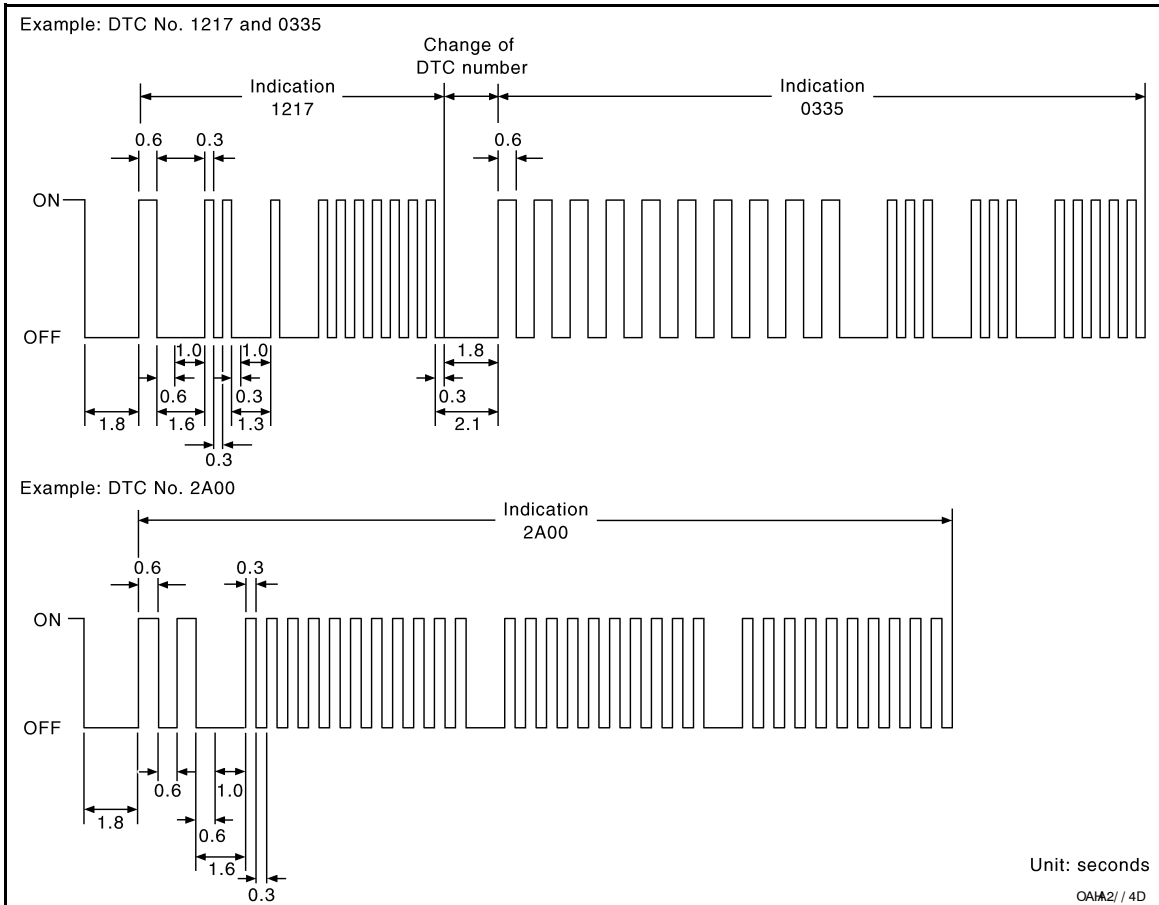 Example: DTC No. 1217 and 0335
Change of
DTC number
Indication
1217
Indication
0335
0.6
0.3
0.6
ON
OFF
1.0
1.0
1.8
0.6
0.3
0.3
1.8
1.6
1.3
2.1
0.3
Example: DTC No. 2A00
Indication
2A00
0.6
0.3
ON
OFF
0.6
1.0
1.8
0.6
1.6
0.3
Unit: seconds